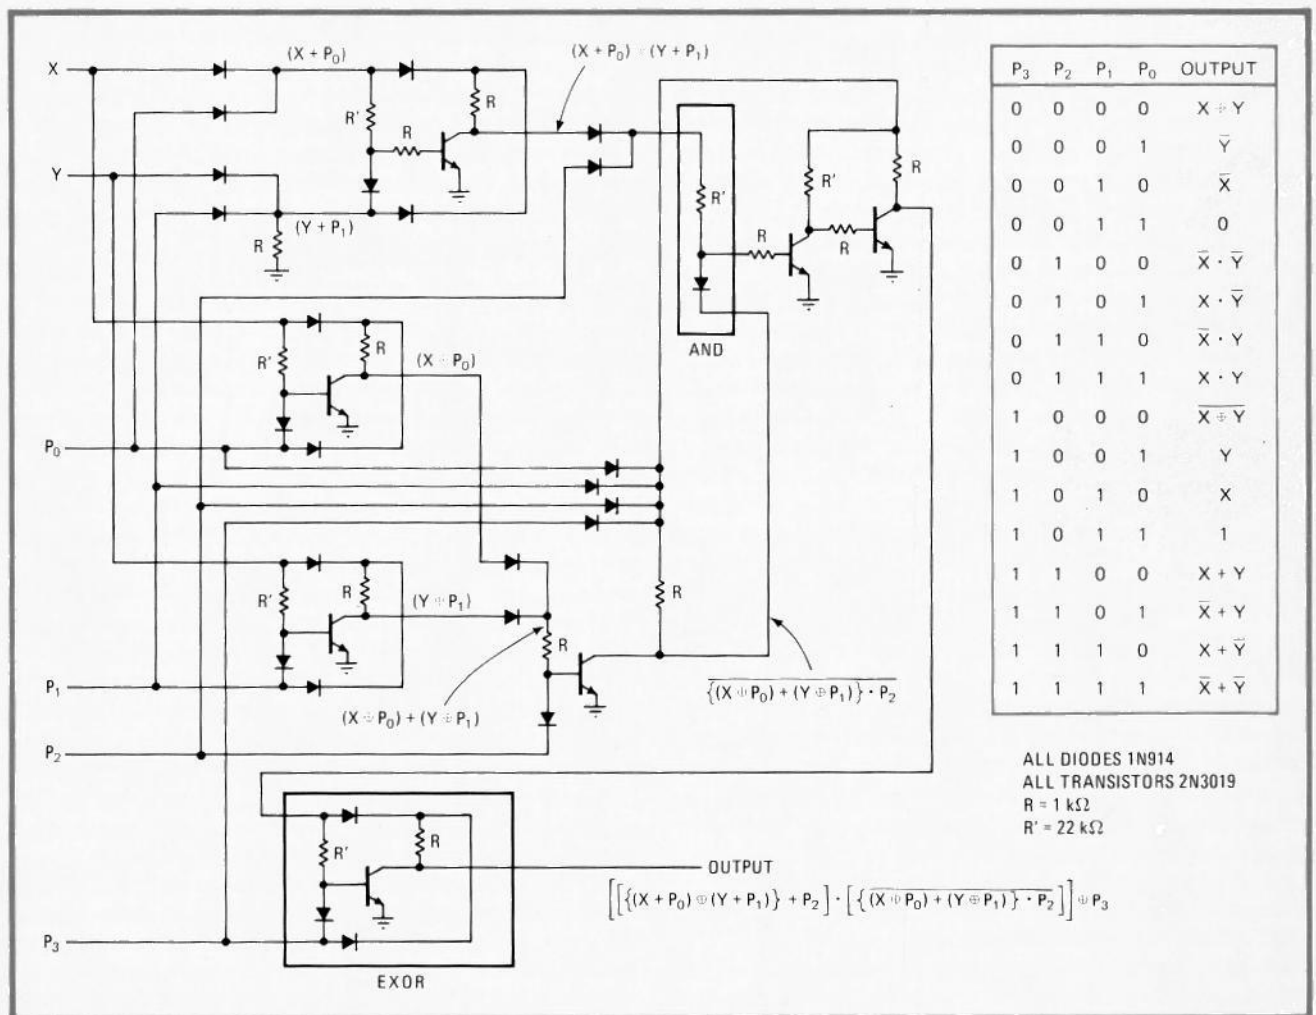 X
(X + P₀)
(X + P₀) ⊕ (Y + P₁)
R
R'
R
Y
(Y + P₁)
R
R'
R
R'
R
R
AND
R'
R
(X ⊕ P₀)
P₀
R'
R
(Y ⊕ P₁)
R
R
P₁
(X ⊕ P₀) + (Y ⊕ P₁)
{(X ⊕ P₀) + (Y ⊕ P₁)} · P₂
P₂
R'
R
OUTPUT
[[{(X + P₀) ⊕ (Y + P₁)} + P₂] · [{(X ⊕ P₀) + (Y ⊕ P₁)} · P₂]] ⊕ P₃
P₃
EXOR
P₃ P₂ P₁ P₀ OUTPUT
0 0 0 0 X ⊕ Y
0 0 0 1 Y̅
0 0 1 0 X̅
0 0 1 1 0
0 1 0 0 X̅ · Y̅
0 1 0 1 X · Y̅
0 1 1 0 X̅ · Y
0 1 1 1 X · Y
1 0 0 0 X̅ ̅⊕̅ ̅Y̅
1 0 0 1 Y
1 0 1 0 X
1 0 1 1 1
1 1 0 0 X + Y
1 1 0 1 X̅ + Y
1 1 1 0 X + Y̅
1 1 1 1 X̅ + Y̅
ALL DIODES 1N914
ALL TRANSISTORS 2N3019
R = 1 kΩ
R' = 22 kΩ